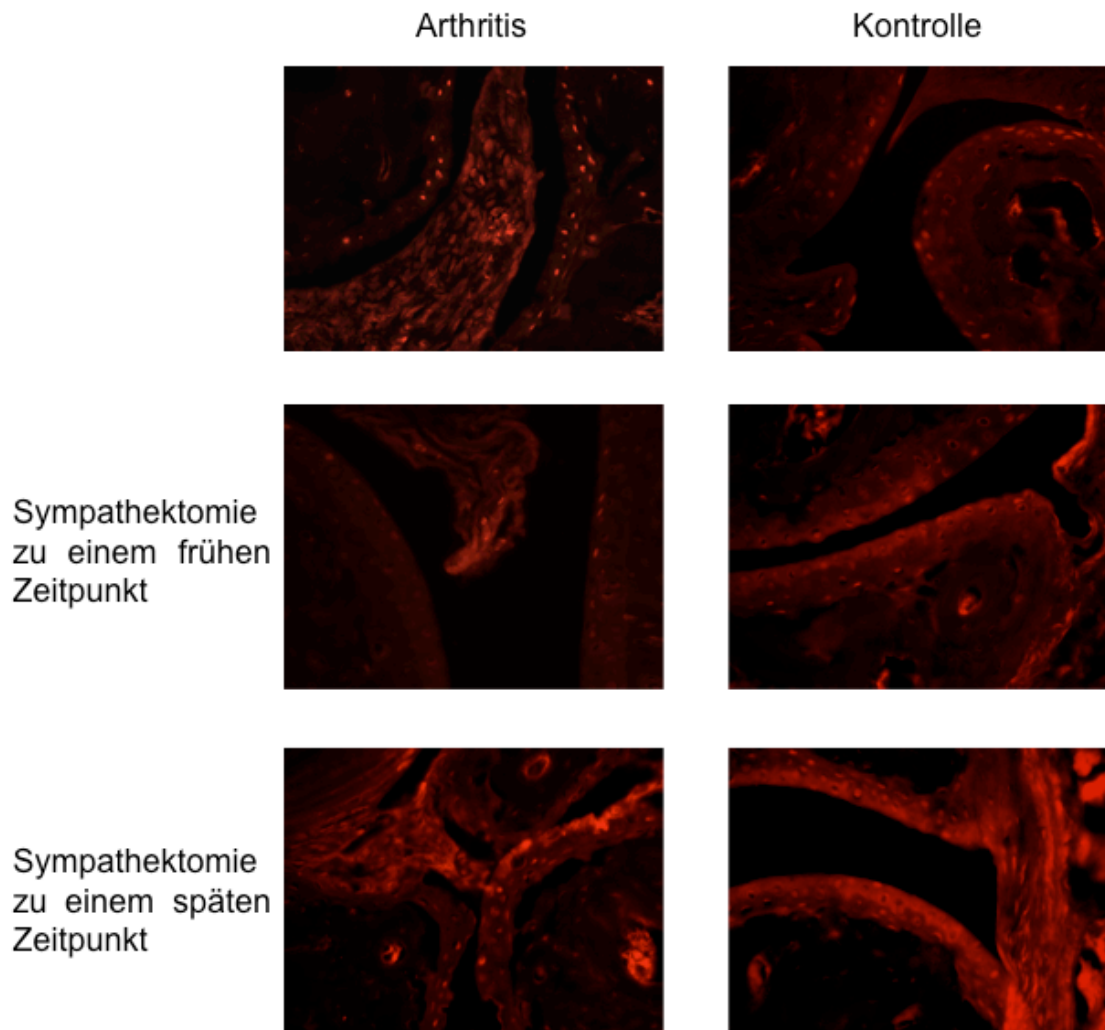 Arthritis Kontrolle
Sympathektomie
zu einem frühen
Zeitpunkt
Sympathektomie
zu einem späten
Zeitpunkt